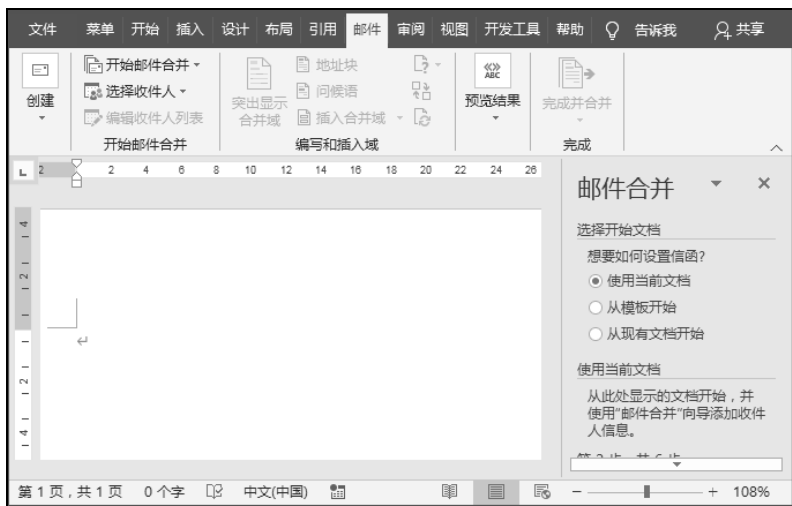 文件 菜单 开始 插入 设计 布局 引用 邮件 审阅 视图 开发工具 帮助 告诉我 共享
创建
开始邮件合并
选择收件人
编辑收件人列表
开始邮件合并
突出显示
合并域
地址块
问候语
插入合并域
编写和插入域
ABC
预览结果
完成并合并
完成
2 2 4 6 8 10 12 14 16 18 20 22 24 26
4
2
2
4
邮件合并
选择开始文档
想要如何设置信函?
使用当前文档
从模板开始
从现有文档开始
使用当前文档
从此处显示的文档开始，并
使用"邮件合并"向导添加收件
人信息。
第1页，共1页 0个字 中文(中国) 108%